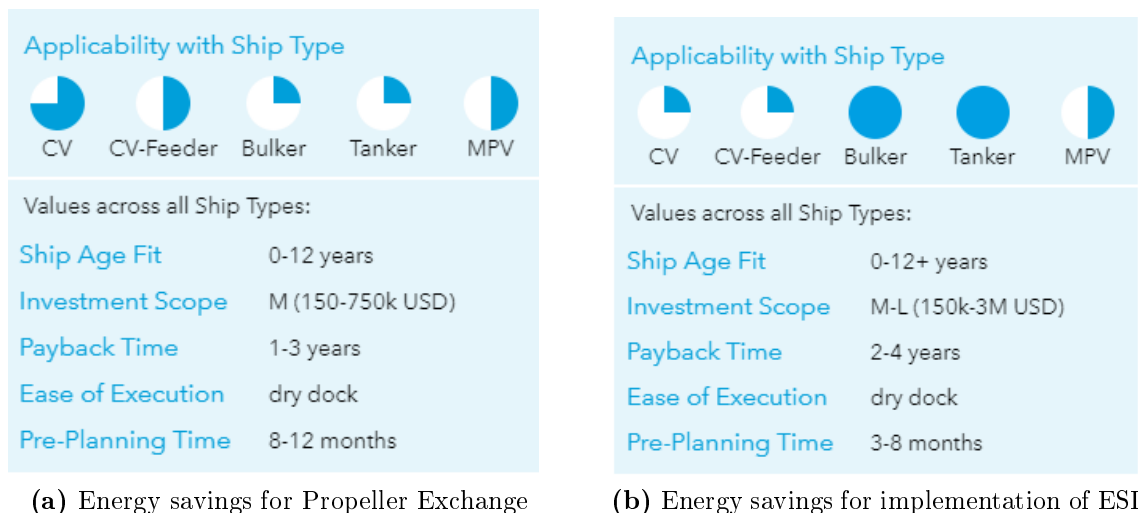 Applicability with Ship Type
CV CV-Feeder Bulker Tanker MPV
Values across all Ship Types:
Ship Age Fit 0-12 years
Investment Scope M (150-750k USD)
Payback Time 1-3 years
Ease of Execution dry dock
Pre-Planning Time 8-12 months
(a) Energy savings for Propeller Exchange
Applicability with Ship Type
CV CV-Feeder Bulker Tanker MPV
Values across all Ship Types:
Ship Age Fit 0-12+ years
Investment Scope M-L (150k-3M USD)
Payback Time 2-4 years
Ease of Execution dry dock
Pre-Planning Time 3-8 months
(b) Energy savings for implementation of